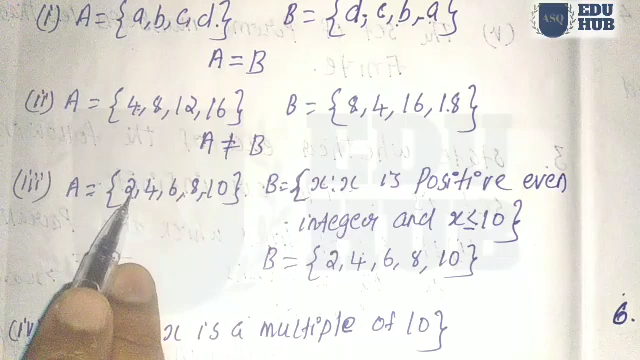 (i) A = {a, b, c, d.} B = {d, c, b, a}
A = B
(ii) A = {4, 8, 12, 16} B = {8, 4, 16, 18}
A ≠ B
(iii) A = {2, 4, 6, 8, 10}. B = {x : x is Positive even
integer and x ≤ 10}
B = {2, 4, 6, 8, 10}
6.
(iv x is a multiple of 10}
ASQ EDU
HUB